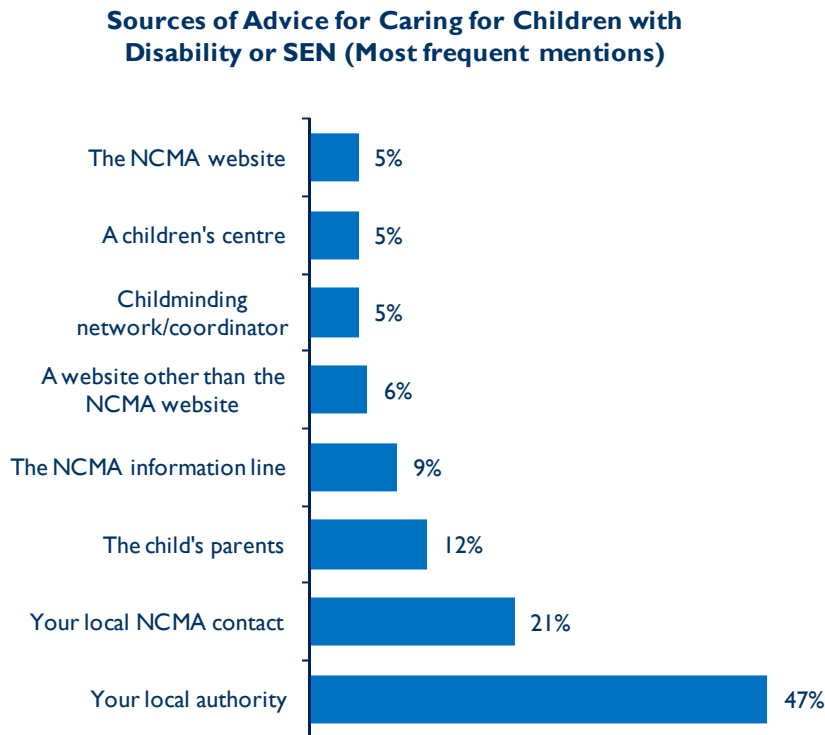 Sources of Advice for Caring for Children with
Disability or SEN (Most frequent mentions)
The NCMA website
5%
A children's centre
5%
Childminding
network/coordinator
5%
A website other than the
NCMA website
6%
The NCMA information line
9%
The child's parents
12%
Your local NCMA contact
21%
Your local authority
47%